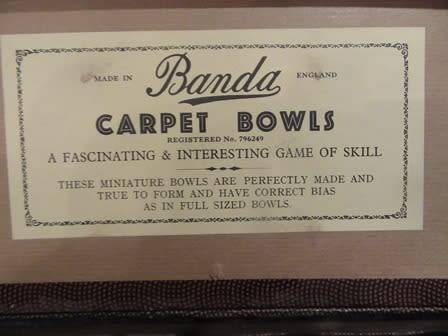 MADE IN Banda ENGLAND
CARPET BOWLS
REGISTERED No. 796249
A FASCINATING & INTERESTING GAME OF SKILL
THESE MINIATURE BOWLS ARE PERFECTLY MADE AND
TRUE TO FORM AND HAVE CORRECT BIAS
AS IN FULL SIZED BOWLS.